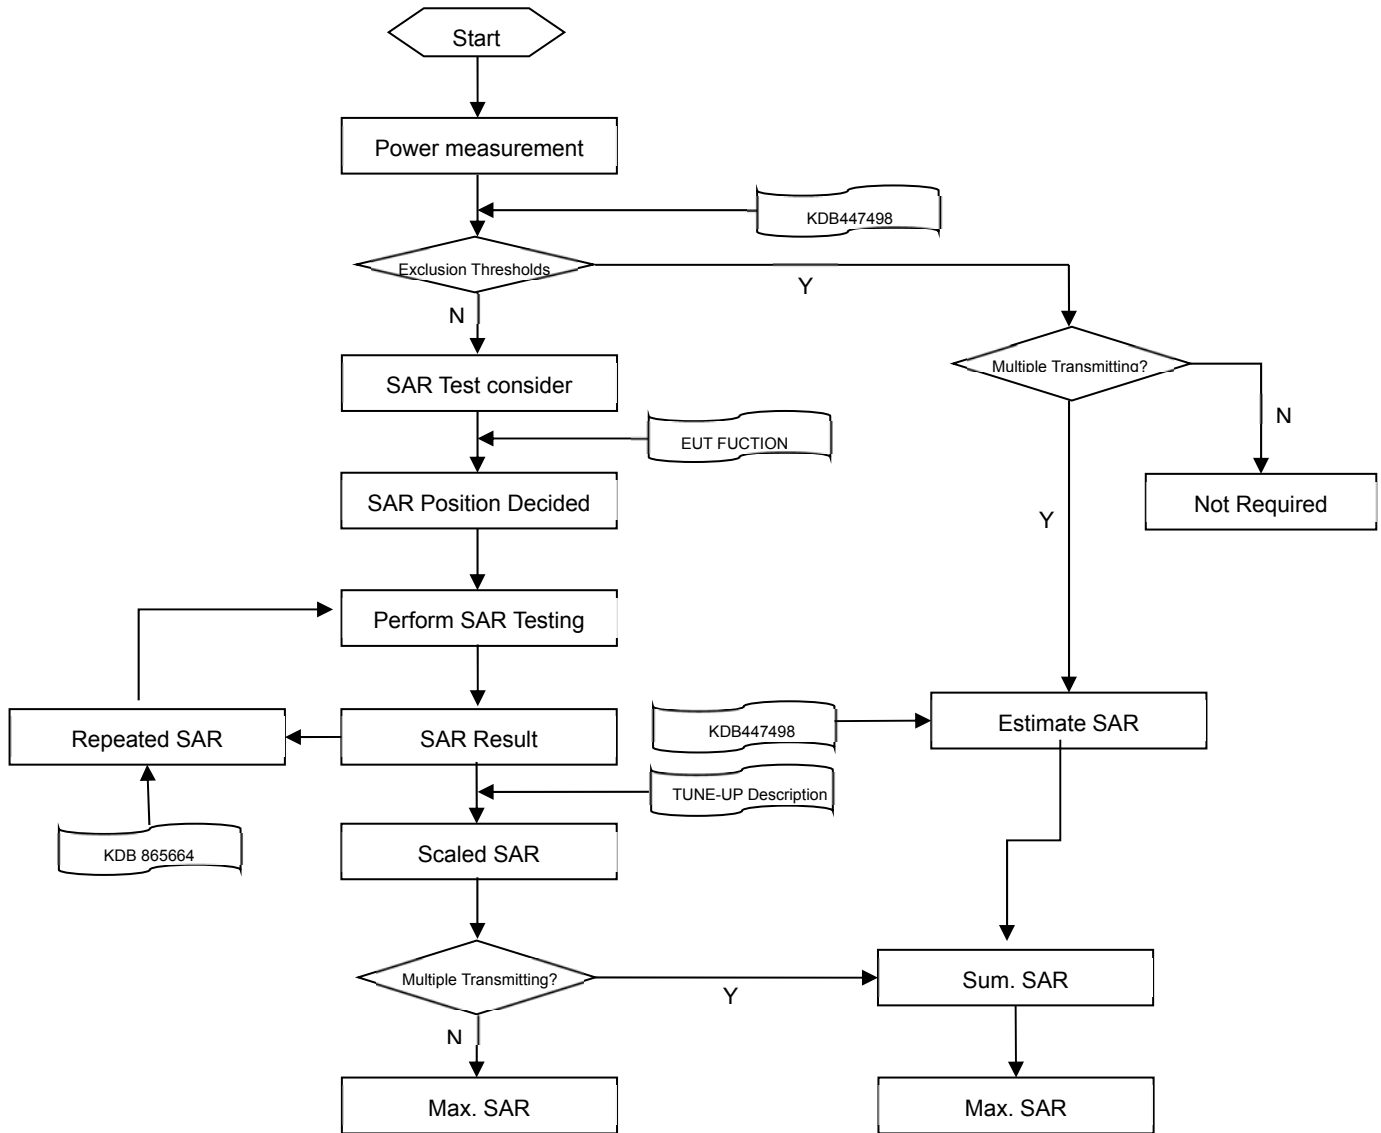 Start
Power measurement
KDB447498
Exclusion Thresholds
Y
N
Multiple Transmitting?
SAR Test consider
N
EUT FUCTION
SAR Position Decided
Not Required
Y
Perform SAR Testing
Repeated SAR
SAR Result
KDB447498
Estimate SAR
TUNE-UP Description
KDB 865664
Scaled SAR
Multiple Transmitting?
Y
Sum. SAR
N
Max. SAR
Max. SAR